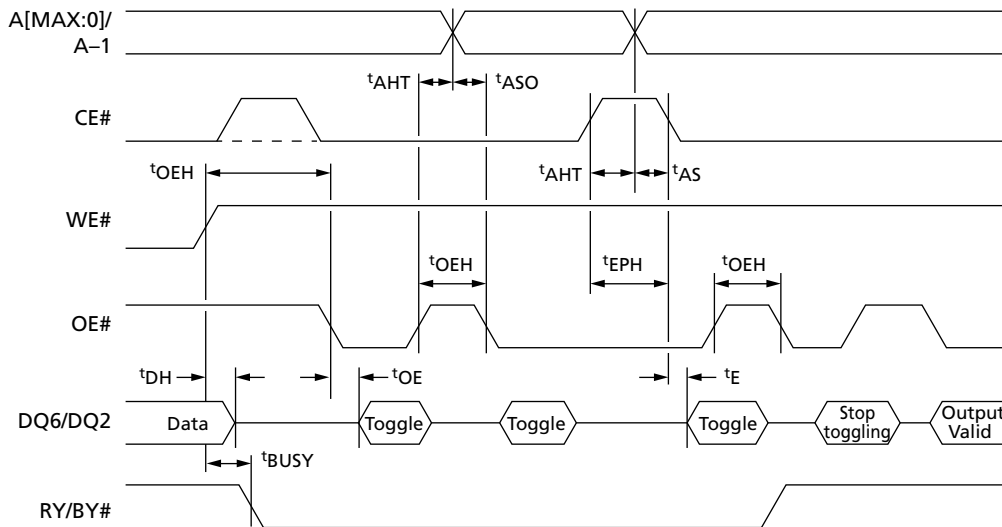 A[MAX:0]/
A–1
tAHT
tASO
CE#
tOEH
tAHT
tAS
WE#
tOEH
tEPH
tOEH
OE#
tDH
tOE
tE
DQ6/DQ2
Data
Toggle
Toggle
Toggle
Stop
toggling
Output
Valid
tBUSY
RY/BY#